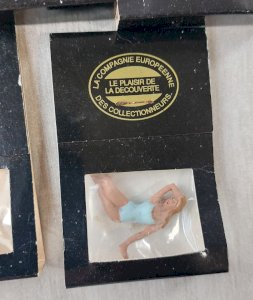 LA COMPAGNIE EUROPEENNE
LE PLAISIR DE
LA DECOUVERTE
DES COLLECTIONNEURS.